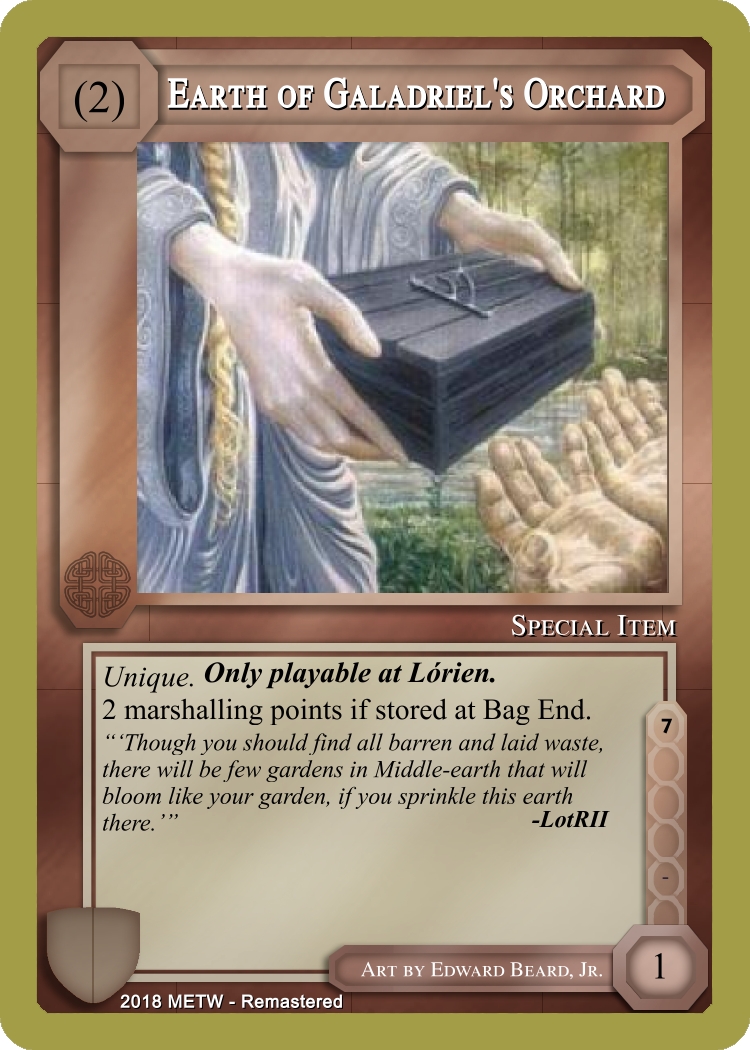 (2)
Earth of Galadriel's Orchard
Special Item
Unique. Only playable at Lórien.
2 marshalling points if stored at Bag End.
“‘Though you should find all barren and laid waste,
there will be few gardens in Middle-earth that will
bloom like your garden, if you sprinkle this earth
there.’” -LotRII
7
-
Art by Edward Beard, Jr.
1
2018 METW - Remastered